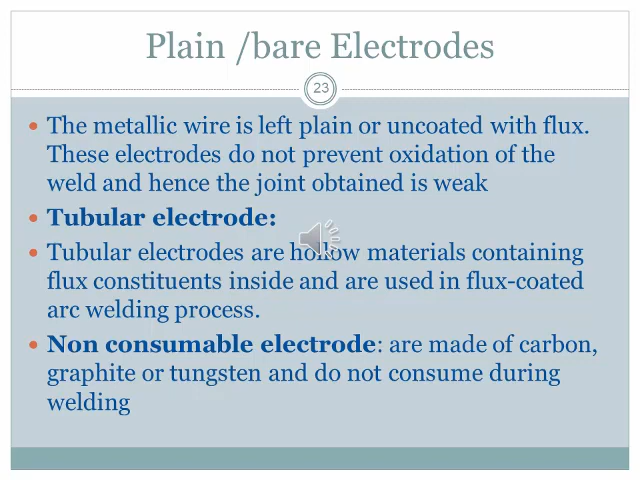 Plain /bare Electrodes
23
The metallic wire is left plain or uncoated with flux.
These electrodes do not prevent oxidation of the
weld and hence the joint obtained is weak
Tubular electrode:
Tubular electrodes are hollow materials containing
flux constituents inside and are used in flux-coated
arc welding process.
Non consumable electrode: are made of carbon,
graphite or tungsten and do not consume during
welding